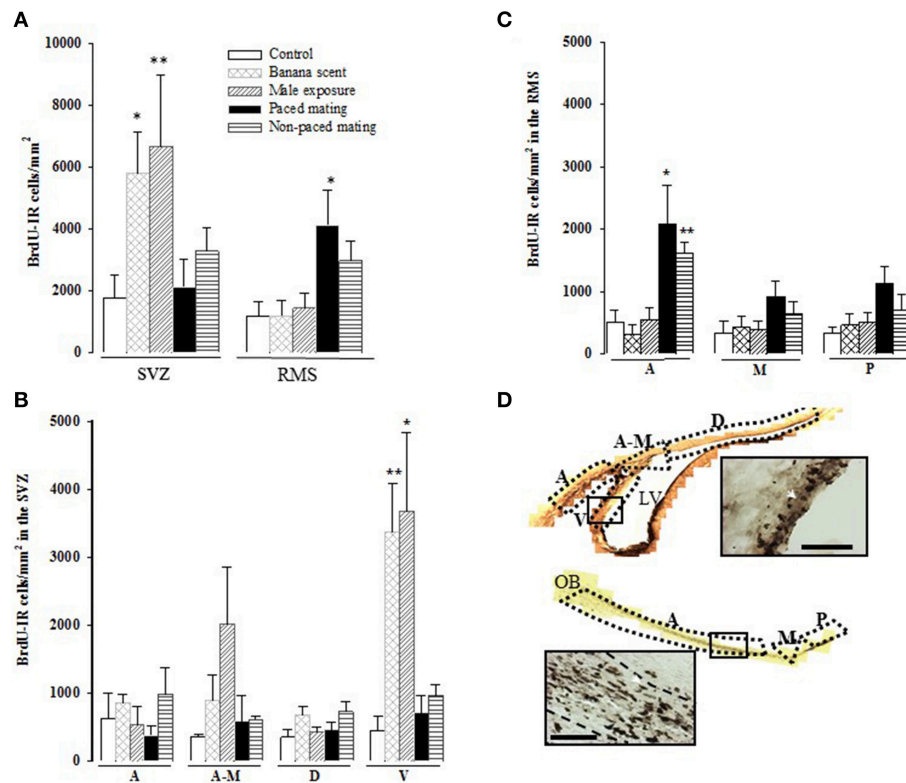 A
BrdU-IR cells/mm²
10000
8000
6000
4000
2000
0
*
**
*
Control
Banana scent
Male exposure
Paced mating
Non-paced mating
SVZ
RMS
B
BrdU-IR cells/mm² in the SVZ
5000
4000
3000
2000
1000
0
**
*
A
A-M
D
V
C
BrdU-IR cells/mm² in the RMS
5000
4000
3000
2000
1000
0
*
**
A
M
P
D
D
A-M
A
LV
V
OB
A
P
M